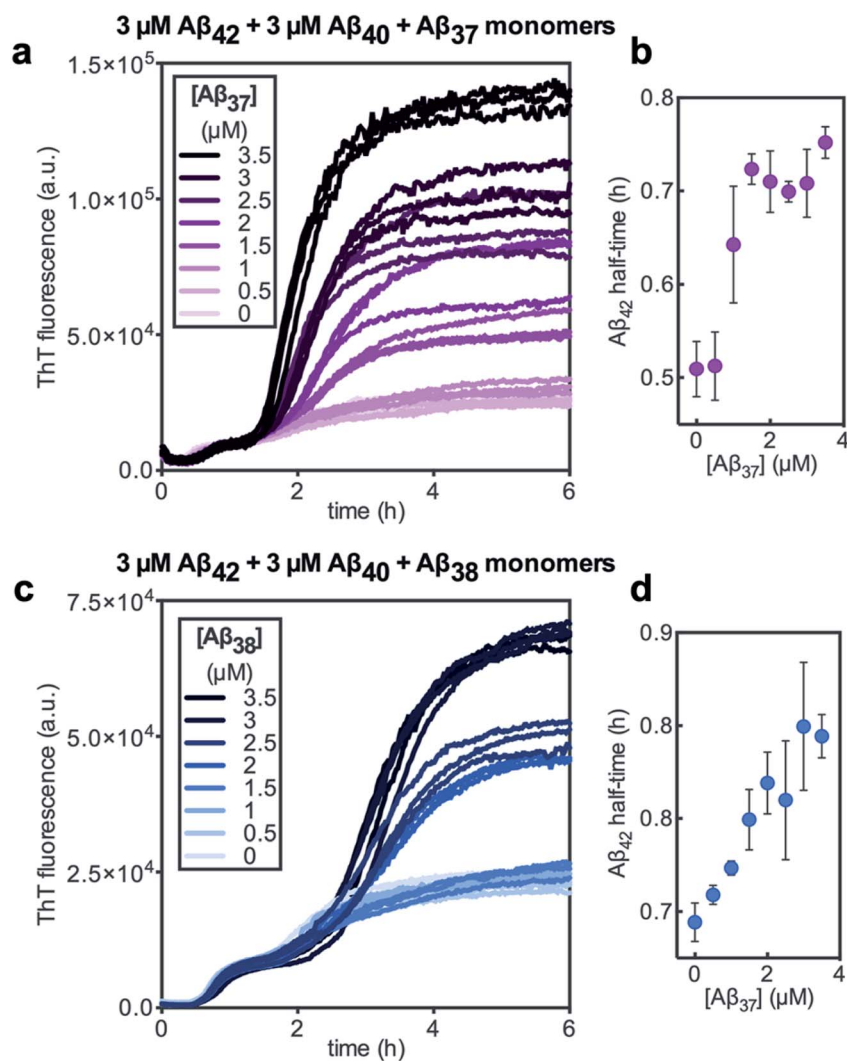 3 µM Aβ42 + 3 µM Aβ40 + Aβ37 monomers
a
ThT fluorescence (a.u.)
1.5×10^5
1.0×10^5
5.0×10^4
0.0
[Aβ37]
(µM)
3.5
3
2.5
2
1.5
1
0.5
0
0 2 4 6
time (h)
b
Aβ42 half-time (h)
0.8
0.7
0.6
0.5
0 2 4
[Aβ37] (µM)
3 µM Aβ42 + 3 µM Aβ40 + Aβ38 monomers
c
ThT fluorescence (a.u.)
7.5×10^4
5.0×10^4
2.5×10^4
0.0
[Aβ38]
(µM)
3.5
3
2.5
2
1.5
1
0.5
0
0 2 4 6
time (h)
d
Aβ42 half-time (h)
0.9
0.8
0.8
0.7
0 2 4
[Aβ37] (µM)